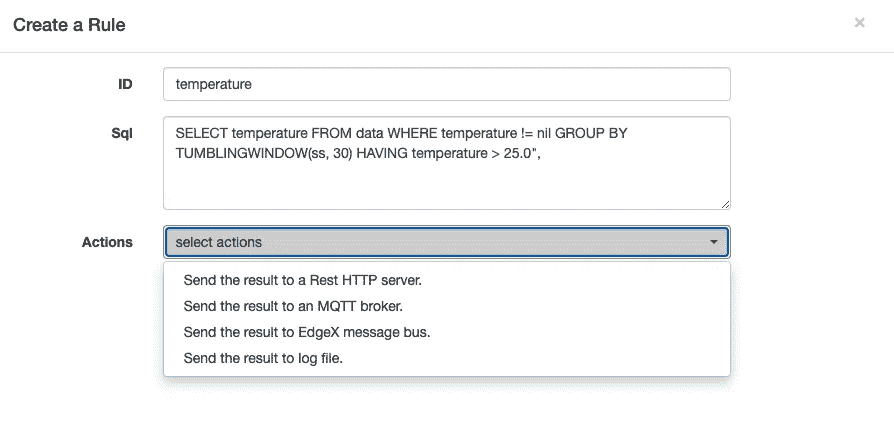 Create a Rule ×
ID temperature
Sql SELECT temperature FROM data WHERE temperature != nil GROUP BY
TUMBLINGWINDOW(ss, 30) HAVING temperature > 25.0",
Actions select actions
Send the result to a Rest HTTP server.
Send the result to an MQTT broker.
Send the result to EdgeX message bus.
Send the result to log file.